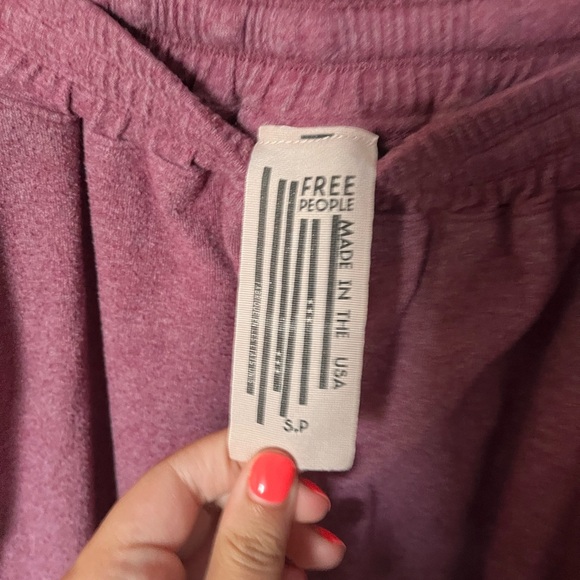 FREE
PEOPLE
MADE IN THE USA
S.P